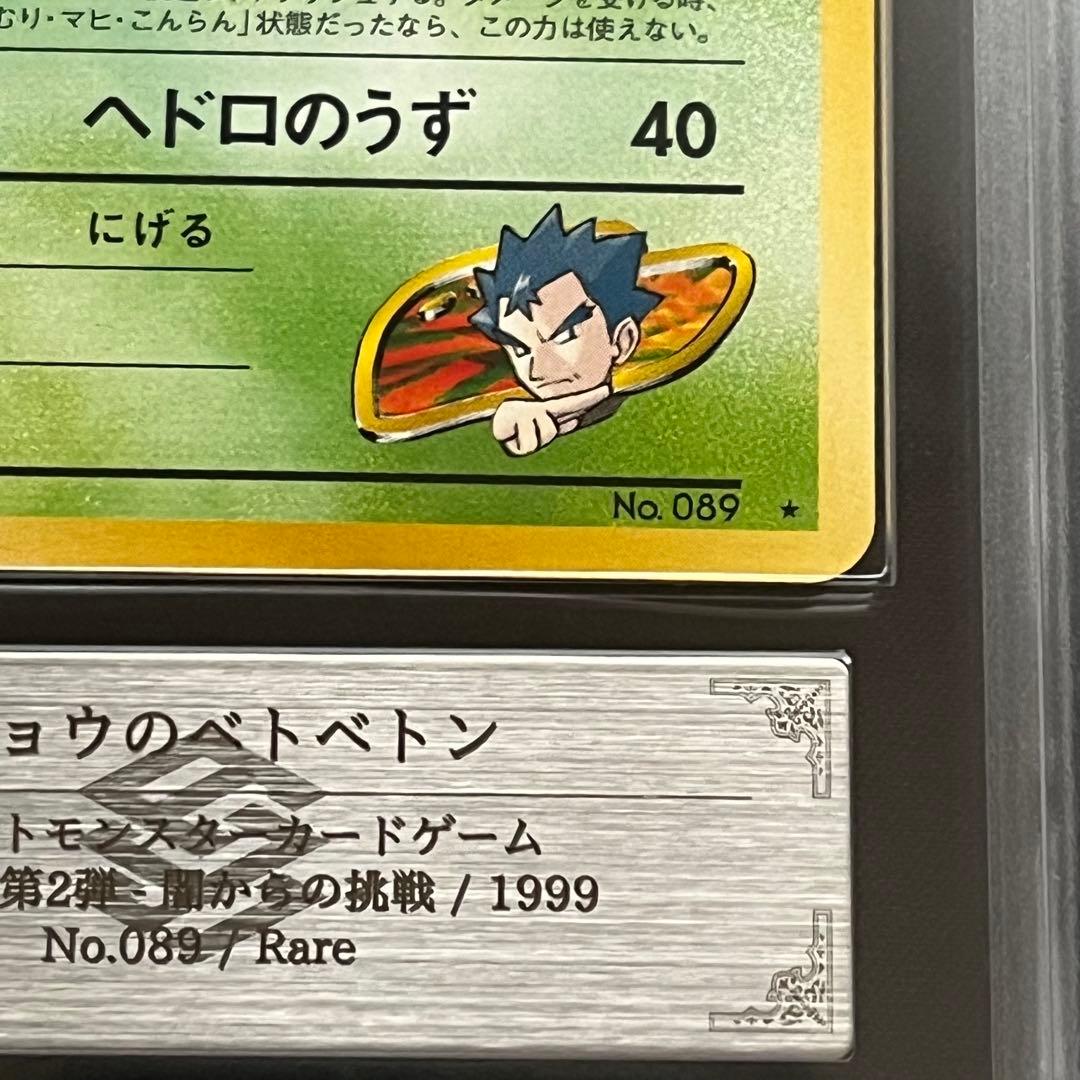 むり・マヒ・こんらん」状態だったなら、この力は使えない。
ヘドロのうず 40
にげる
No. 089 ★
ョウのベトベトン
トモンスターカードゲーム
第2弾 - 闇からの挑戦 / 1999
No.089 / Rare